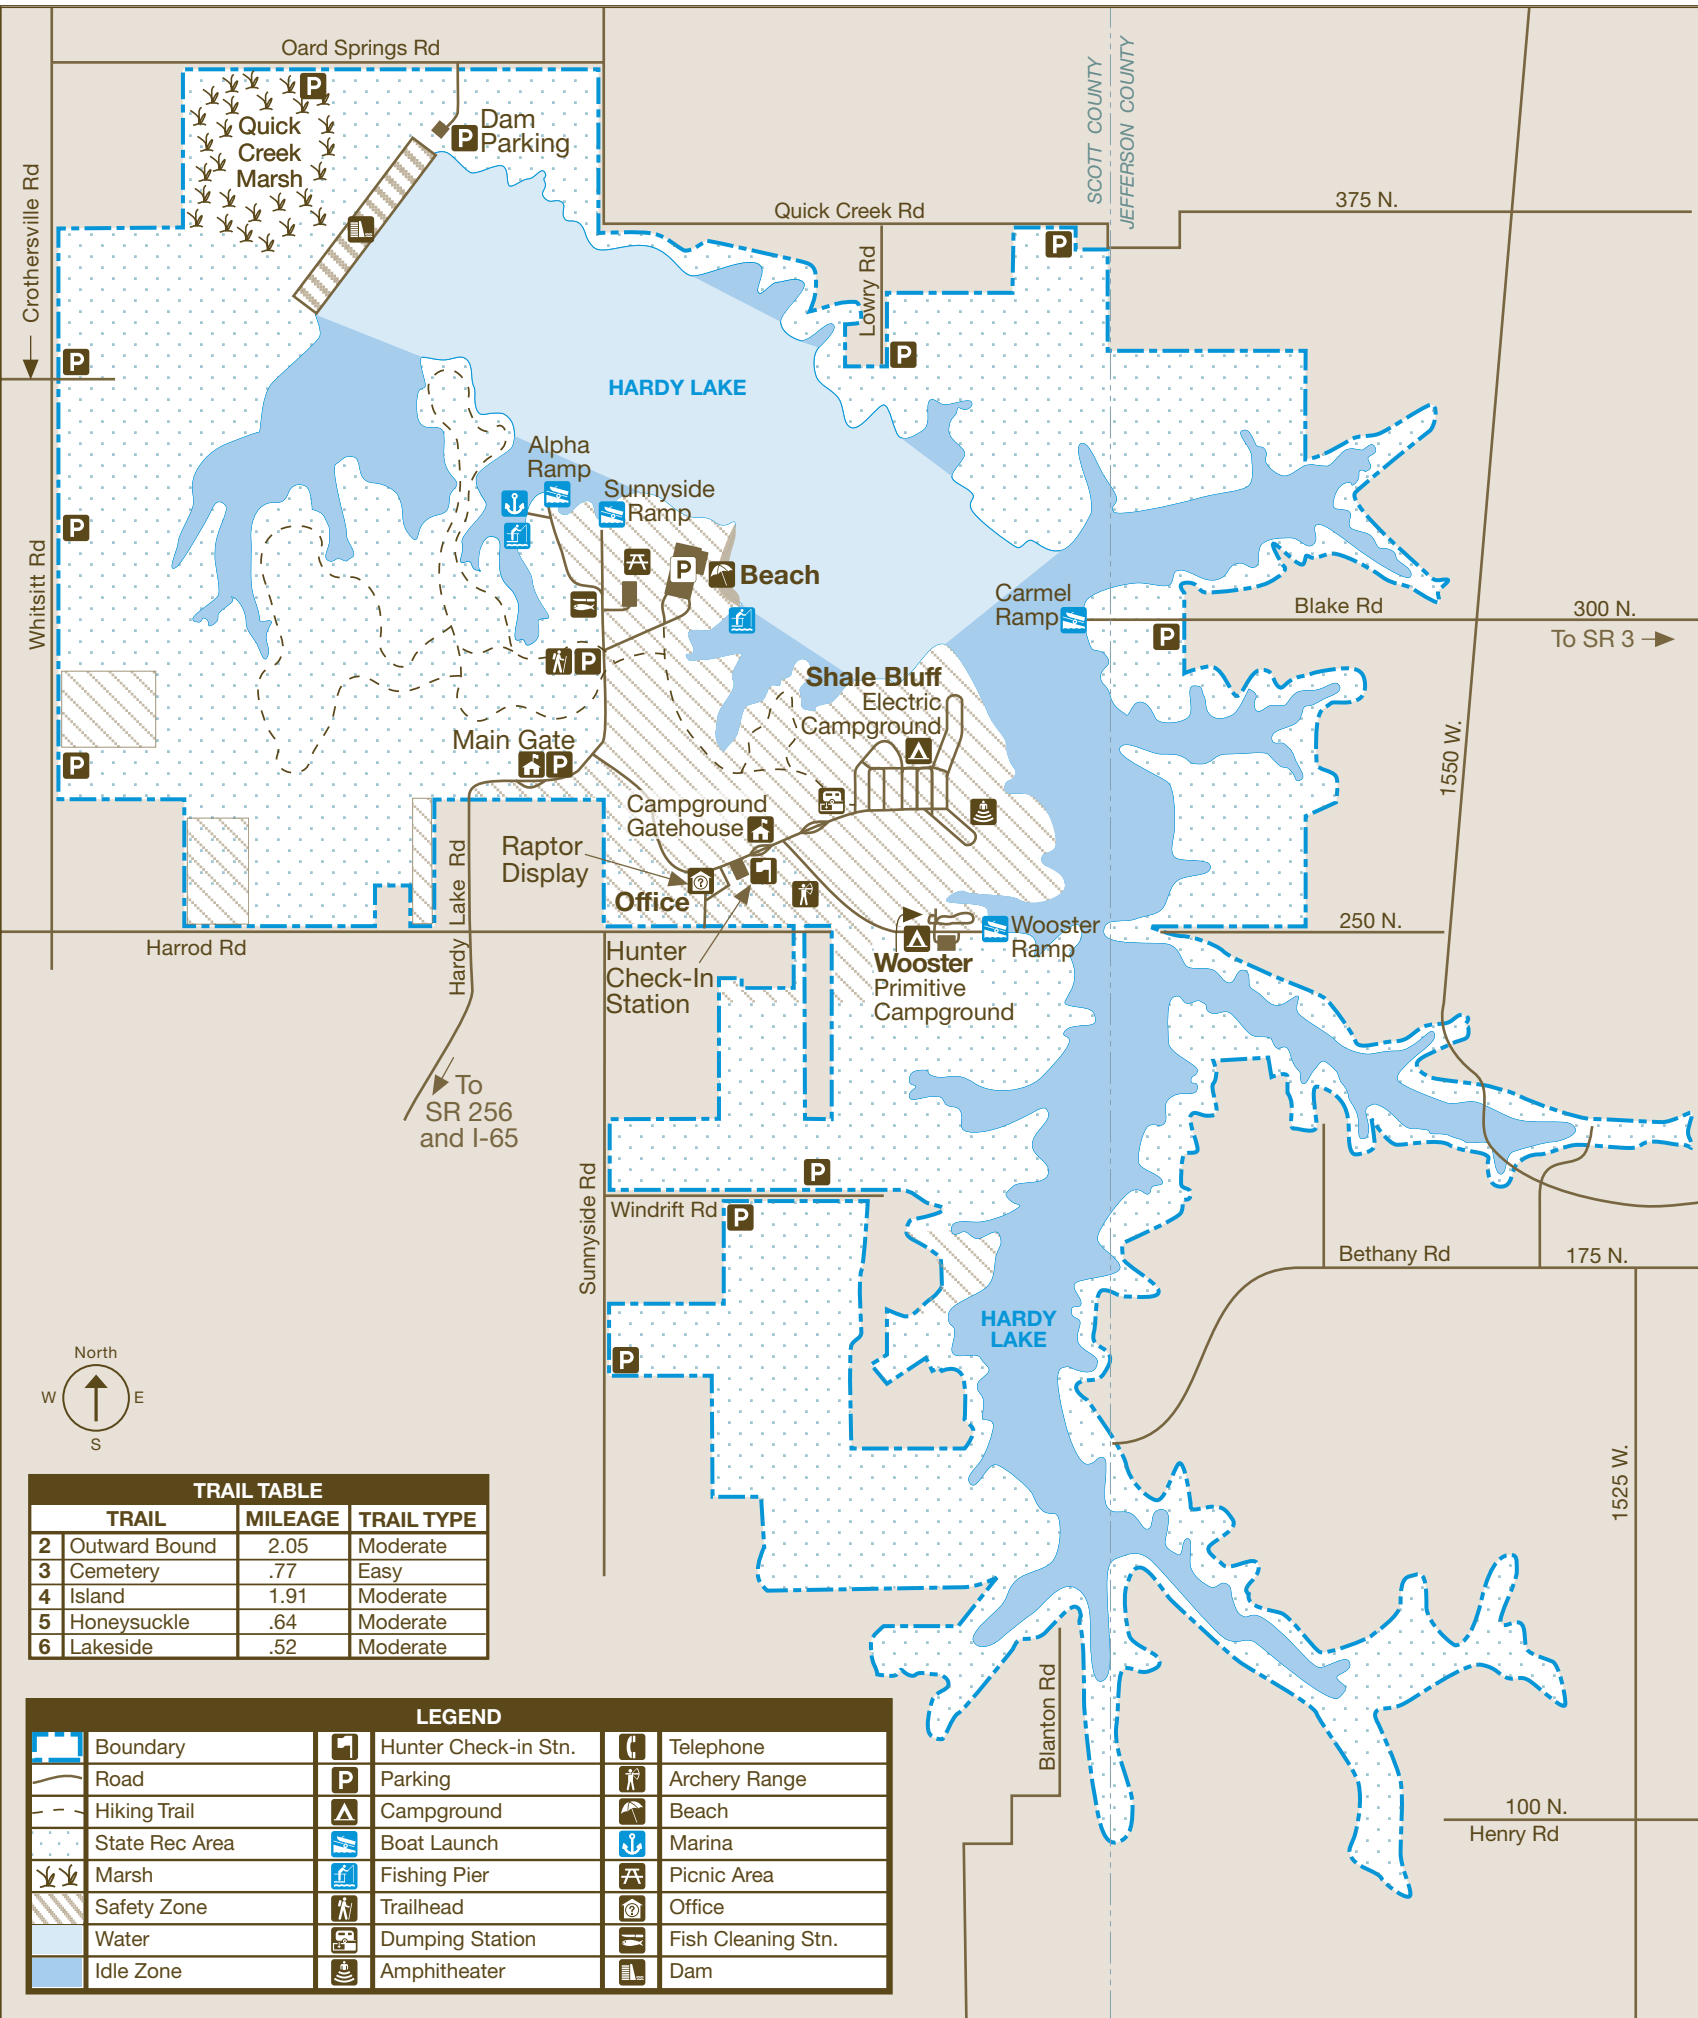 Oard Springs Rd
P
Quick
Creek
Marsh
P
Dam
Parking
SCOTT COUNTY
JEFFERSON COUNTY
Crothersville Rd
375 N.
Quick Creek Rd
P
Lowry Rd
P
P
HARDY LAKE
Alpha
Ramp
Sunnyside
Ramp
P
Whitsitt Rd
P
Beach
Carmel
Ramp
Blake Rd
300 N.
To SR 3
P
P
Shale Bluff
Electric
Campground
Main Gate
P
P
1550 W.
Campground
Gatehouse
Raptor
Display
Hardy Lake Rd
?
Office
Harrod Rd
250 N.
Wooster
Ramp
Hunter
Check-In
Station
Wooster
Primitive
Campground
To
SR 256
and I-65
Sunnyside Rd
P
Windrift Rd
P
Bethany Rd
175 N.
HARDY
LAKE
P
North
W
E
S
1525 W.
TRAIL TABLE
TRAIL MILEAGE TRAIL TYPE
2 Outward Bound 2.05 Moderate
3 Cemetery .77 Easy
4 Island 1.91 Moderate
5 Honeysuckle .64 Moderate
6 Lakeside .52 Moderate
Blanton Rd
100 N.
Henry Rd
LEGEND
Boundary Hunter Check-in Stn. Telephone
Road P Parking Archery Range
Hiking Trail Campground Beach
State Rec Area Boat Launch Marina
Marsh Fishing Pier Picnic Area
Safety Zone Trailhead ? Office
Water Dumping Station Fish Cleaning Stn.
Idle Zone Amphitheater Dam